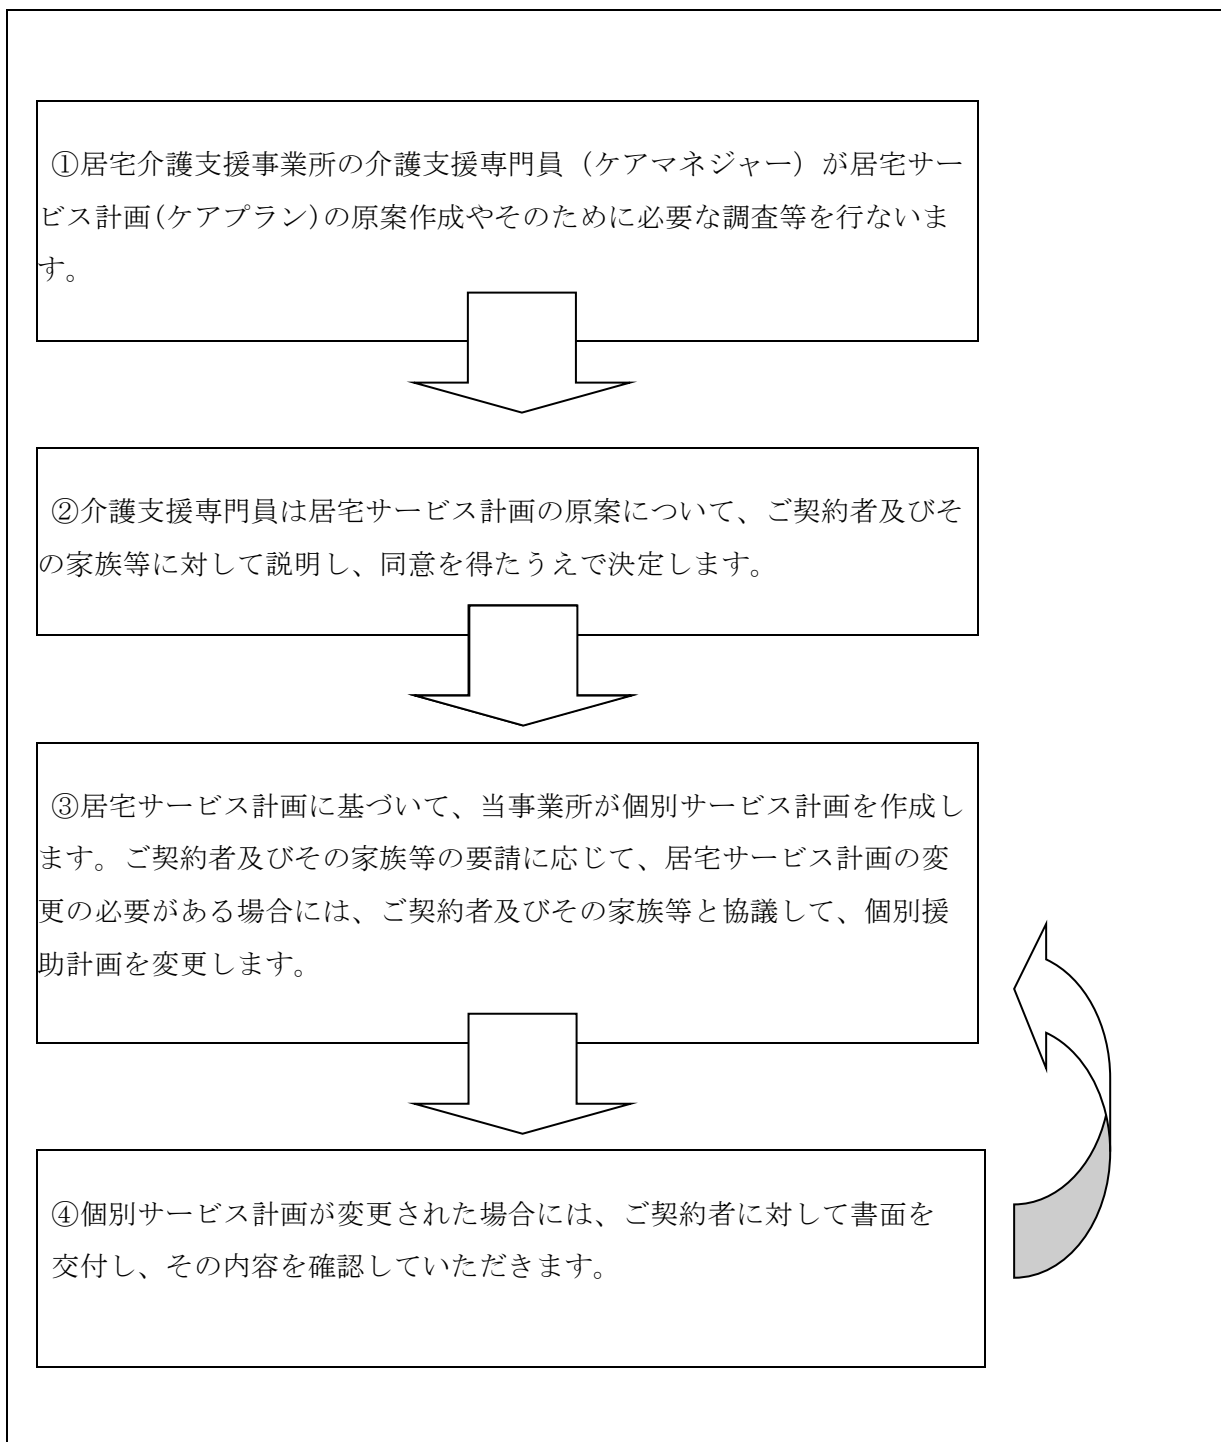 ①居宅介護支援事業所の介護支援専門員（ケアマネジャー）が居宅サー
ビス計画(ケアプラン)の原案作成やそのために必要な調査等を行ないま
す。
②介護支援専門員は居宅サービス計画の原案について、ご契約者及びそ
の家族等に対して説明し、同意を得たうえで決定します。
③居宅サービス計画に基づいて、当事業所が個別サービス計画を作成し
ます。ご契約者及びその家族等の要請に応じて、居宅サービス計画の変
更の必要がある場合には、ご契約者及びその家族等と協議して、個別援
助計画を変更します。
④個別サービス計画が変更された場合には、ご契約者に対して書面を
交付し、その内容を確認していただきます。